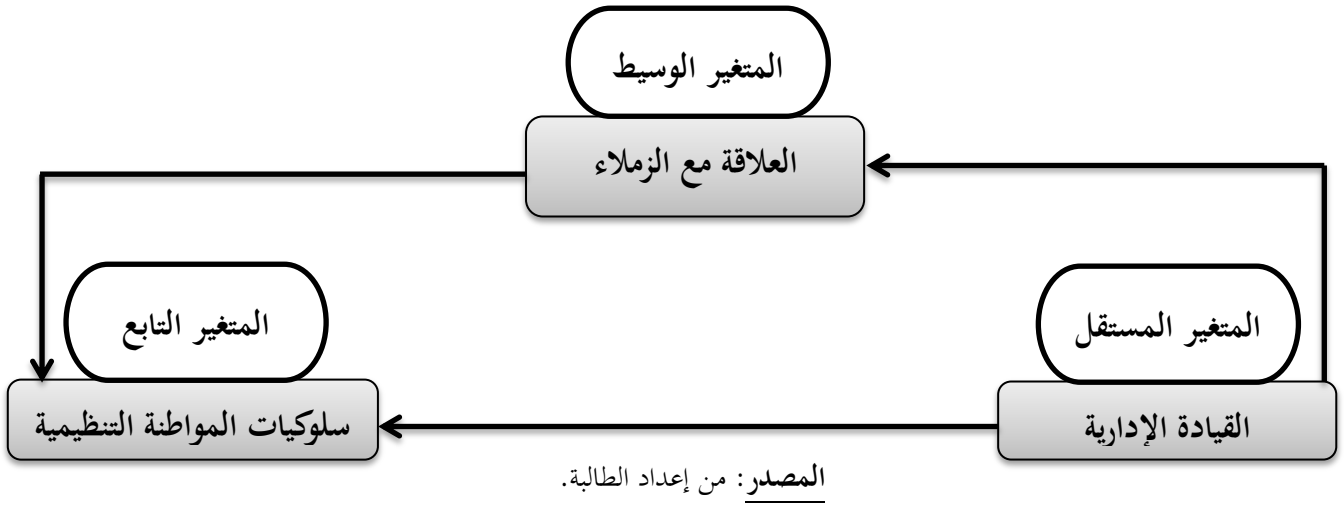 المتغير الوسيط
العلاقة مع الزملاء
المتغير المستقل
القيادة الإدارية
المتغير التابع
سلوكيات المواطنة التنظيمية
المصدر: من إعداد الطالبة.